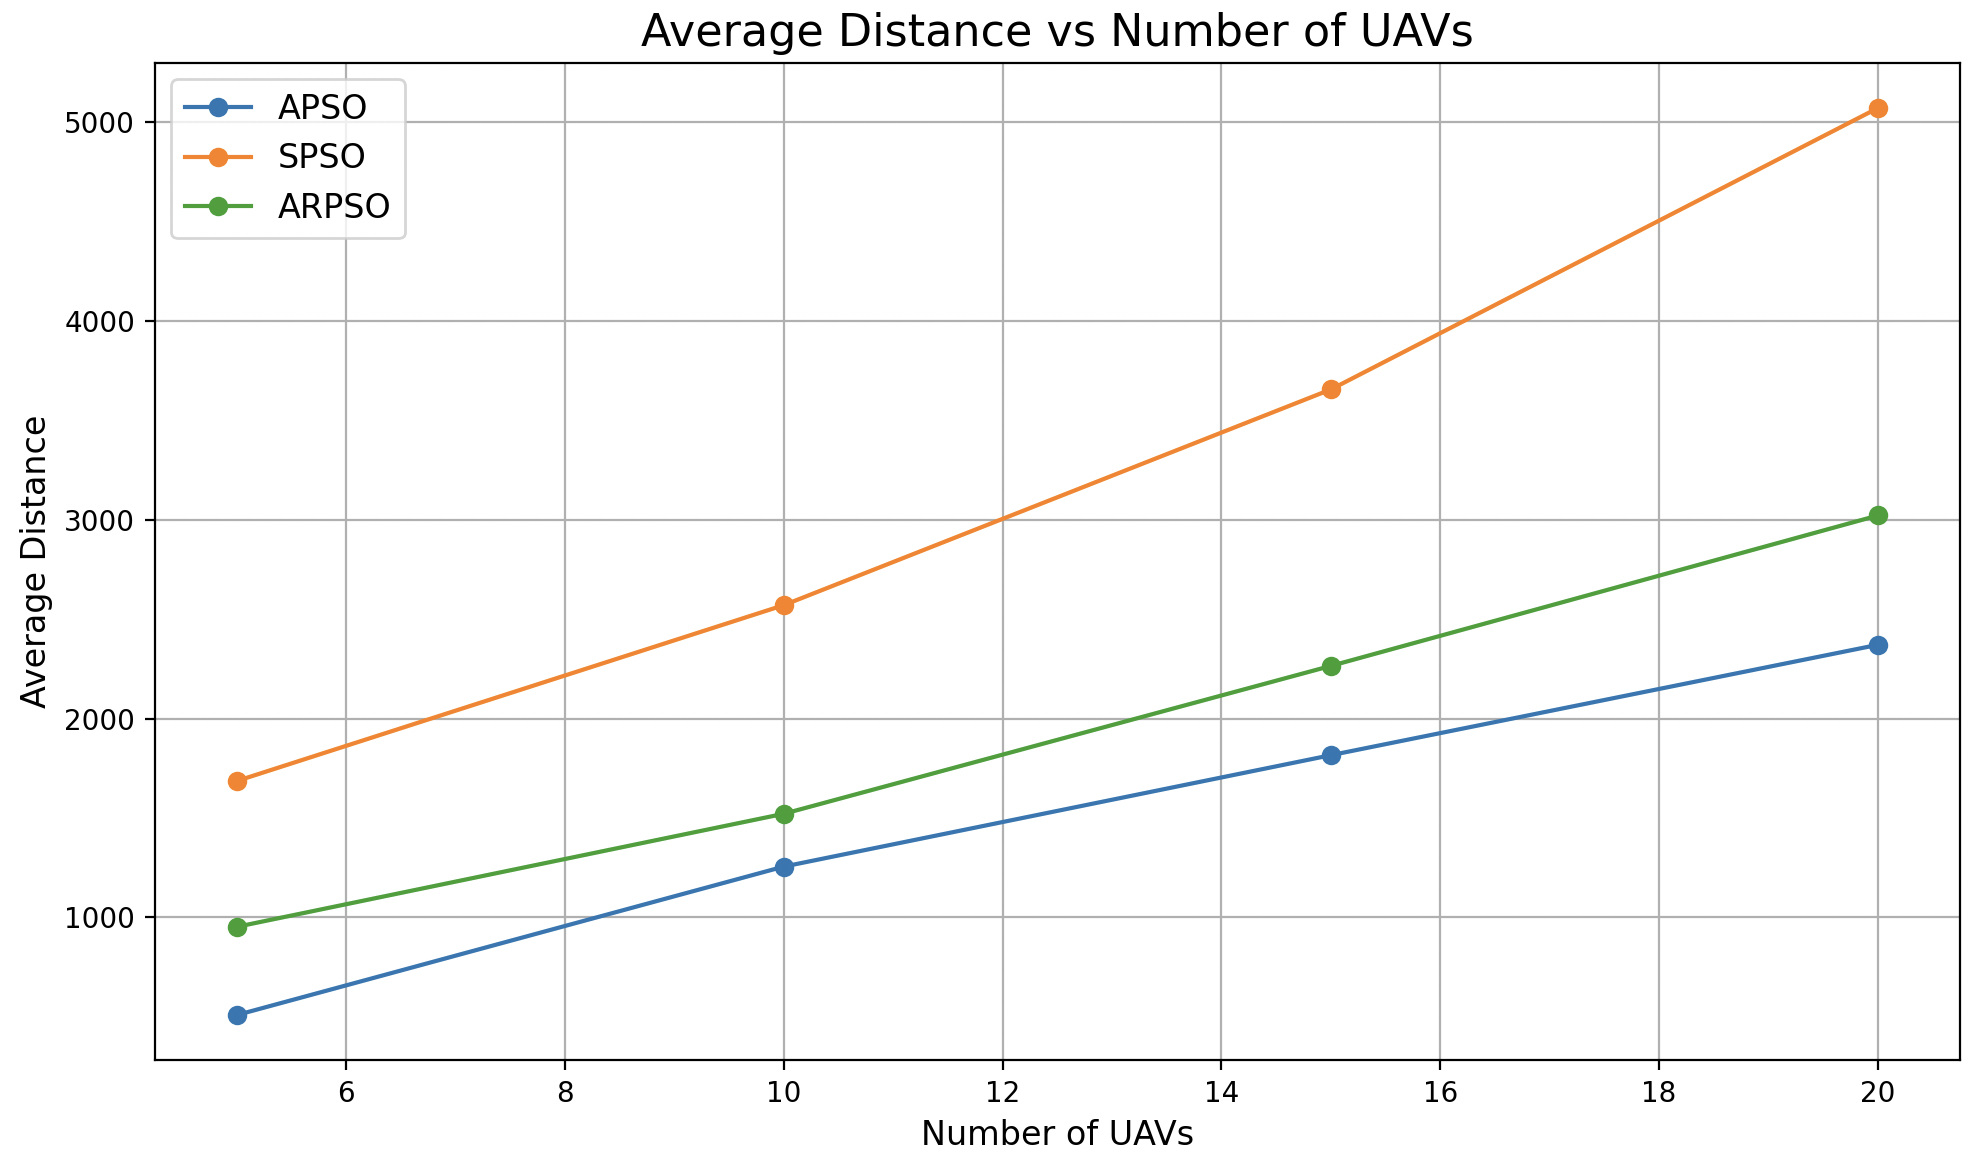 Average Distance vs Number of UAVs
APSO
SPSO
ARPSO
5000
4000
3000
2000
1000
Average Distance
6 8 10 12 14 16 18 20
Number of UAVs